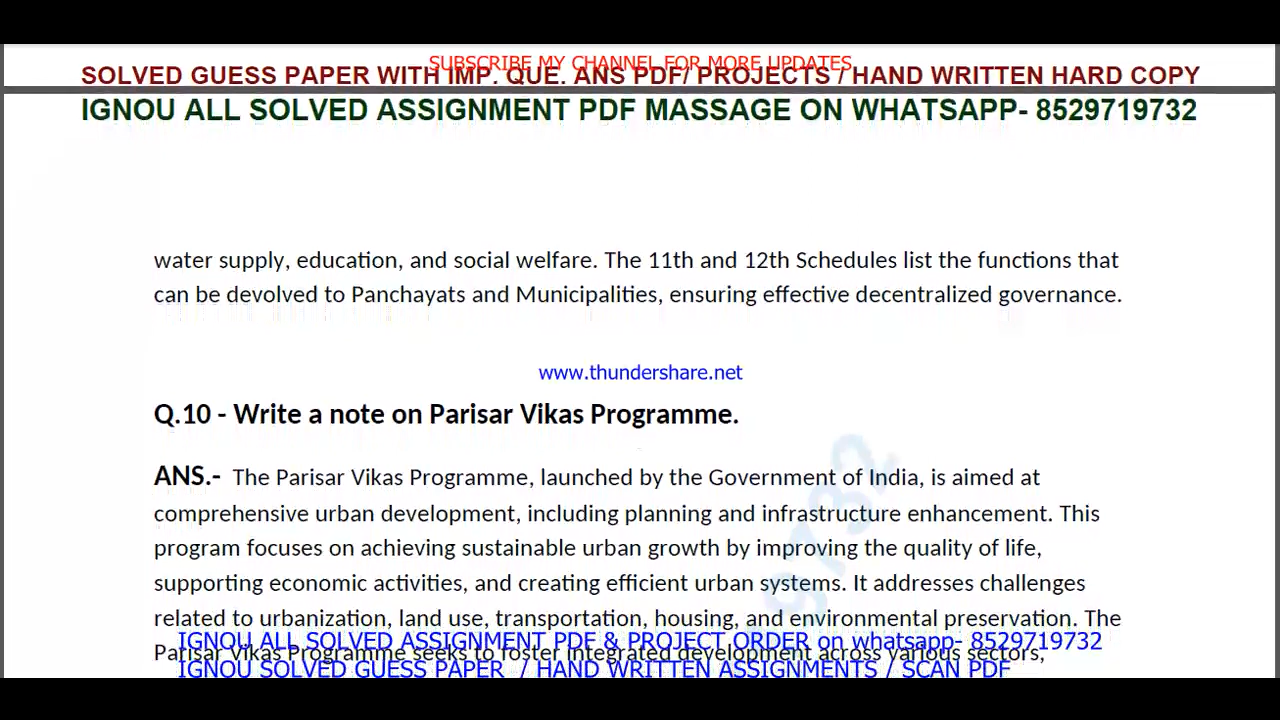 SUBSCRIBE MY CHANNEL FOR MORE UPDATES
SOLVED GUESS PAPER WITH IMP. QUE. ANS PDF/ PROJECTS / HAND WRITTEN HARD COPY
IGNOU ALL SOLVED ASSIGNMENT PDF MASSAGE ON WHATSAPP- 8529719732
water supply, education, and social welfare. The 11th and 12th Schedules list the functions that
can be devolved to Panchayats and Municipalities, ensuring effective decentralized governance.
www.thundershare.net
Q.10 - Write a note on Parisar Vikas Programme.
ANS.- The Parisar Vikas Programme, launched by the Government of India, is aimed at
comprehensive urban development, including planning and infrastructure enhancement. This
program focuses on achieving sustainable urban growth by improving the quality of life,
supporting economic activities, and creating efficient urban systems. It addresses challenges
related to urbanization, land use, transportation, housing, and environmental preservation. The
IGNOU ALL SOLVED ASSIGNMENT PDF & PROJECT ORDER on whatsapp- 8529719732
Parisar Vikas Programme seeks to foster integrated development across various sectors,
IGNOU SOLVED GUESS PAPER / HAND WRITTEN ASSIGNMENTS / SCAN PDF
9732